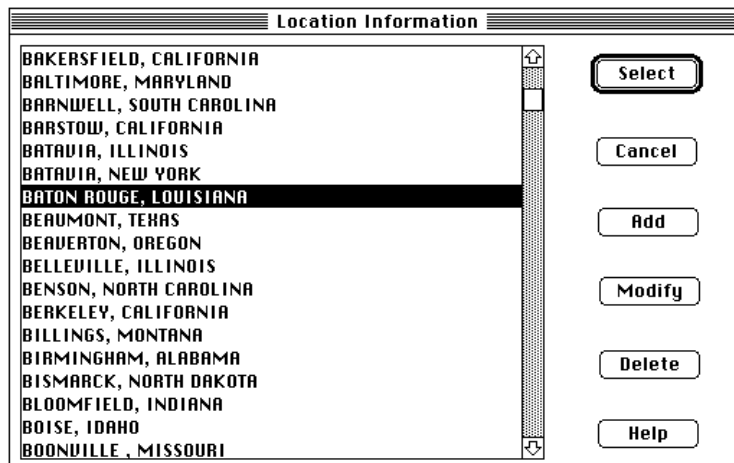 Location Information
BAKERSFIELD, CALIFORNIA
BALTIMORE, MARYLAND
BARNWELL, SOUTH CAROLINA
BARSTOW, CALIFORNIA
BATAVIA, ILLINOIS
BATAVIA, NEW YORK
BATON ROUGE, LOUISIANA
BEAUMONT, TEXAS
BEAVERTON, OREGON
BELLEVILLE, ILLINOIS
BENSON, NORTH CAROLINA
BERKELEY, CALIFORNIA
BILLINGS, MONTANA
BIRMINGHAM, ALABAMA
BISMARCK, NORTH DAKOTA
BLOOMFIELD, INDIANA
BOISE, IDAHO
BOONVILLE , MISSOURI
Select
Cancel
Add
Modify
Delete
Help